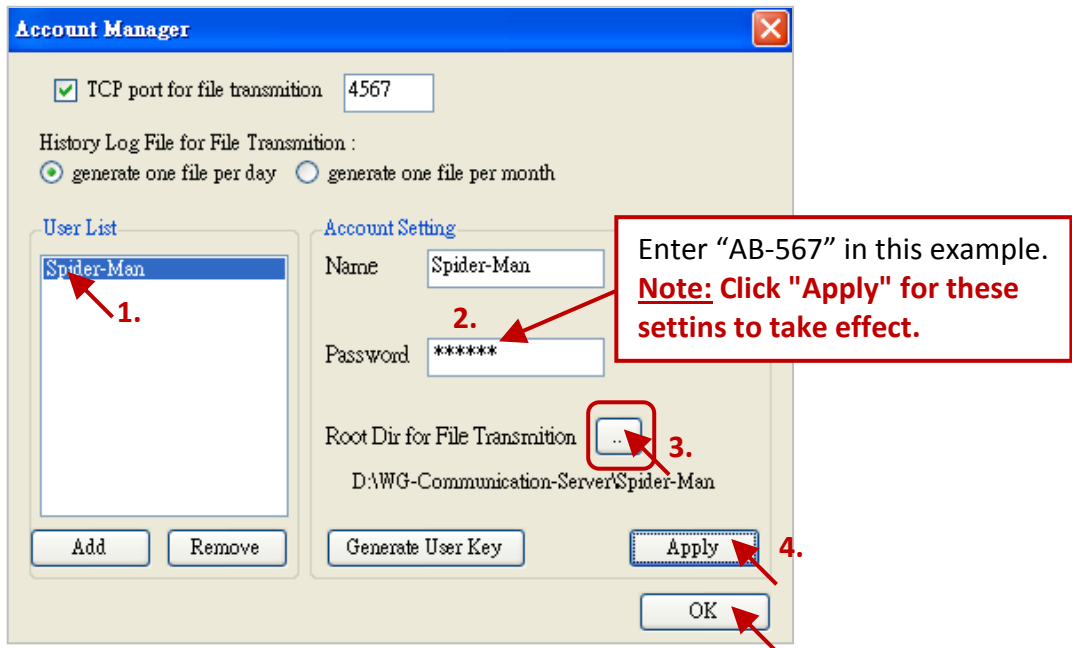 Account Manager
TCP port for file transmition 4567
History Log File for File Transmition :
generate one file per day generate one file per month
User List
Spider-Man
1.
Add Remove
Account Setting
Name Spider-Man
2.
Password ******
Enter “AB-567” in this example.
Note: Click "Apply" for these
settins to take effect.
Root Dir for File Transmition .. 3.
D:\WG-Communication-Server\Spider-Man
Generate User Key Apply 4.
OK